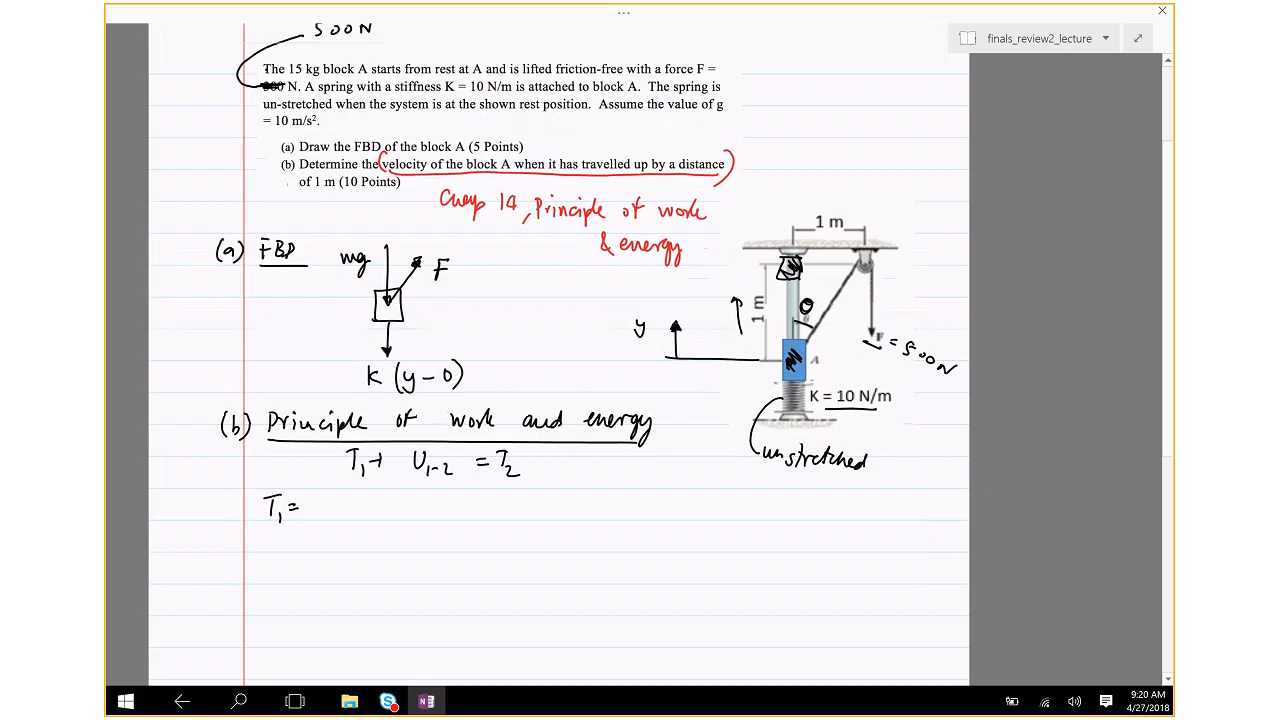 finals_review2_lecture
500N
The 15 kg block A starts from rest at A and is lifted friction-free with a force F =
N. A spring with a stiffness K = 10 N/m is attached to block A. The spring is
un-stretched when the system is at the shown rest position. Assume the value of g
= 10 m/s².
(a) Draw the FBD of the block A (5 Points)
(b) Determine the velocity of the block A when it has travelled up by a distance
of 1 m (10 Points)
Chap 14, Principle of work
& energy
(a) FBD
mg
F
K (y-0)
1 m
1 m
θ
y
F = 500N
A
K = 10 N/m
unstretched
(b) Principle of work and energy
T₁ + U₁₋₂ = T₂
T₁ =
9:20 AM
4/27/2018